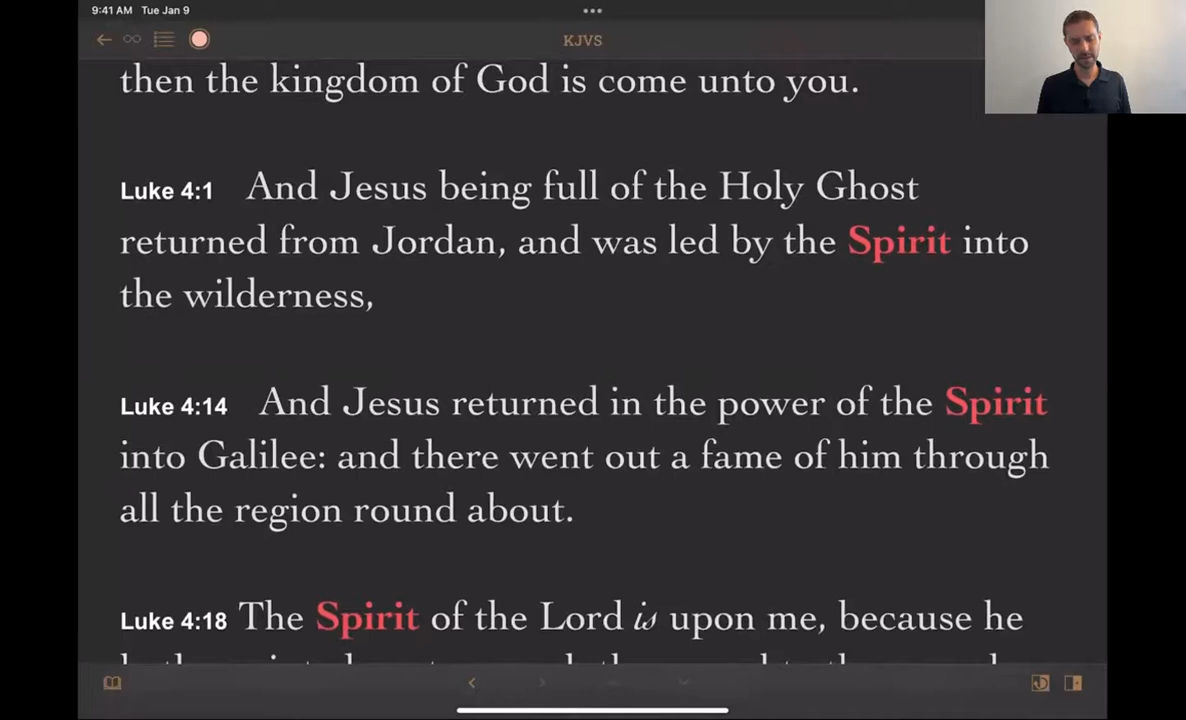 9:41 AM Tue Jan 9
KJVS
then the kingdom of God is come unto you.
Luke 4:1 And Jesus being full of the Holy Ghost
returned from Jordan, and was led by the Spirit into
the wilderness,
Luke 4:14 And Jesus returned in the power of the Spirit
into Galilee: and there went out a fame of him through
all the region round about.
Luke 4:18 The Spirit of the Lord is upon me, because he